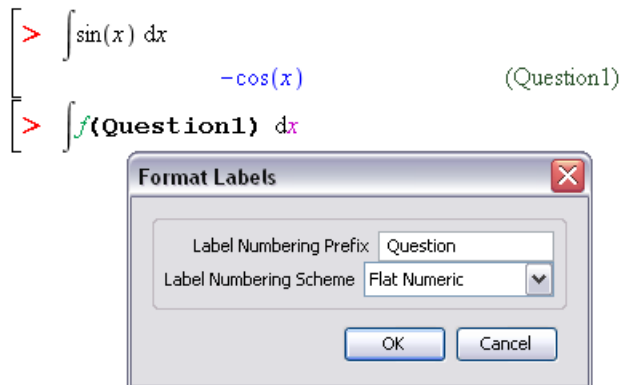 > ∫sin(x) dx
−cos(x) (Question1)
> ∫f(Question1) dx
Format Labels
Label Numbering Prefix Question
Label Numbering Scheme Flat Numeric
OK Cancel